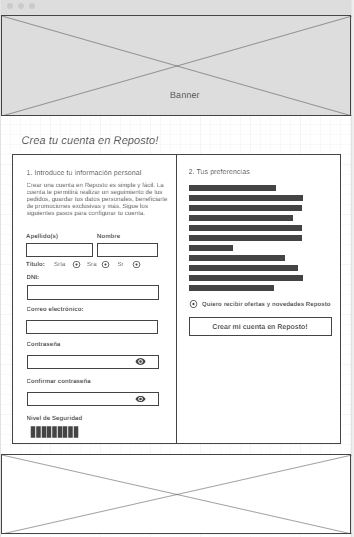 Banner
Crea tu cuenta en Reposto!
1. Introduce tu información personal
Crear una cuenta en Reposto es simple y fácil. La
cuenta le permitirá realizar un seguimiento de tus
pedidos, guardar tus datos personales, beneficiarte
de promociones exclusivas y más. Sigue los
siguientes pasos para configurar tu cuenta.
Apellido(s) Nombre
Título: Srta Sra Sr
DNI:
Correo electrónico:
Contraseña
Confirmar contraseña
Nivel de Seguridad
2. Tus preferencias
Quiero recibir ofertas y novedades Reposto
Crear mi cuenta en Reposto!